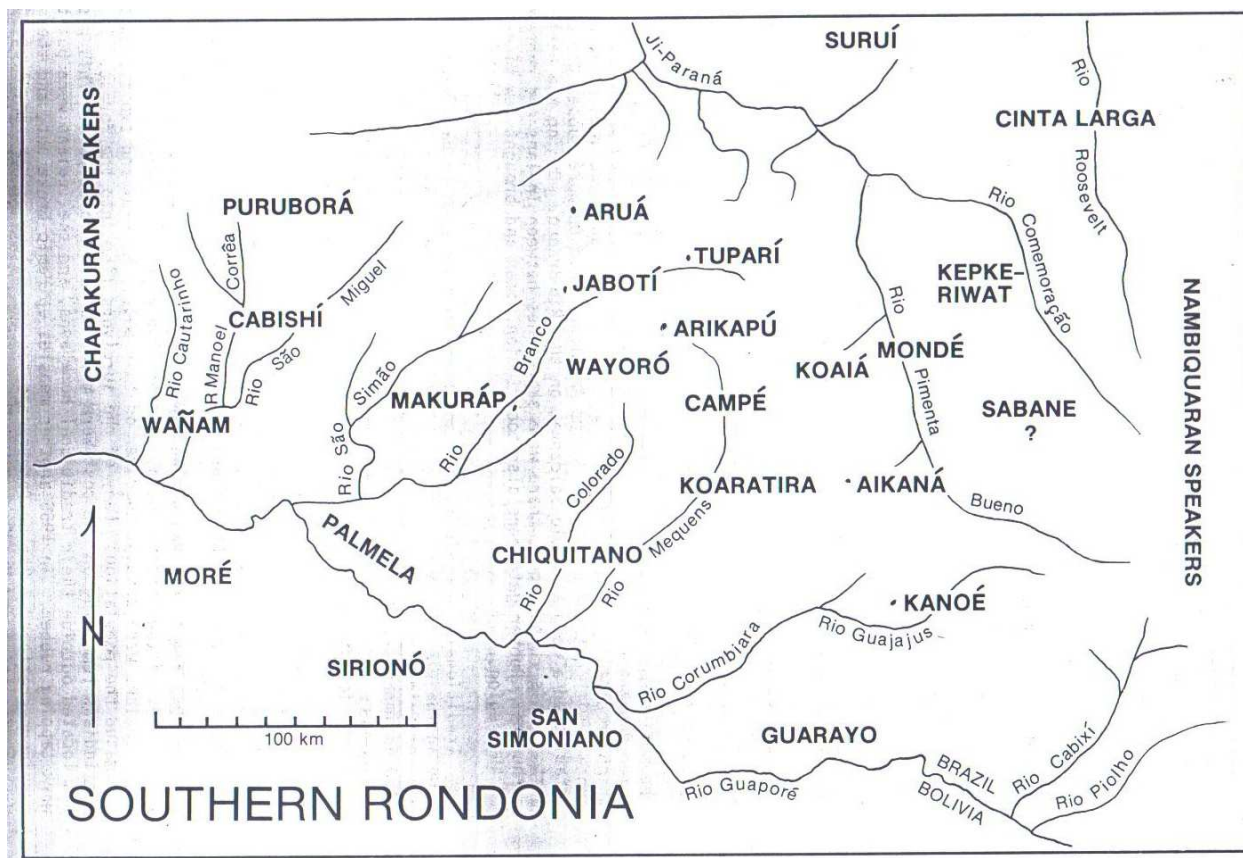 SURUÍ
Ji-Paraná
Rio
Roosevelt
CINTA LARGA
CHAPAKURAN SPEAKERS
PURUBORÁ
ARUÁ
Rio Comemoração
Rio Cautarinho
Corrêa
TUPARÍ
JABOTÍ
KEPKE-
RIWAT
NAMBIQUARAN SPEAKERS
CABISHÍ
R Manoel
Rio São Miguel
ARIKAPÚ
Rio Branco
WAYORÓ
KOAIÁ
MONDÉ
Rio Pimenta Bueno
MAKURÁP
Rio São Simão
CAMPÉ
SABANE
?
WAÑAM
KOARATIRA
AIKANÁ
Rio Colorado
Rio Mequens
CHIQUITANO
PALMELA
MORÉ
KANOÉ
Rio Guajajus
N
SIRIONÓ
Rio Corumbiara
SAN
SIMONIANO
GUARAYO
100 km
Rio Guaporé
BRAZIL
BOLIVIA
Rio Cabixí
Rio Piolho
SOUTHERN RONDONIA